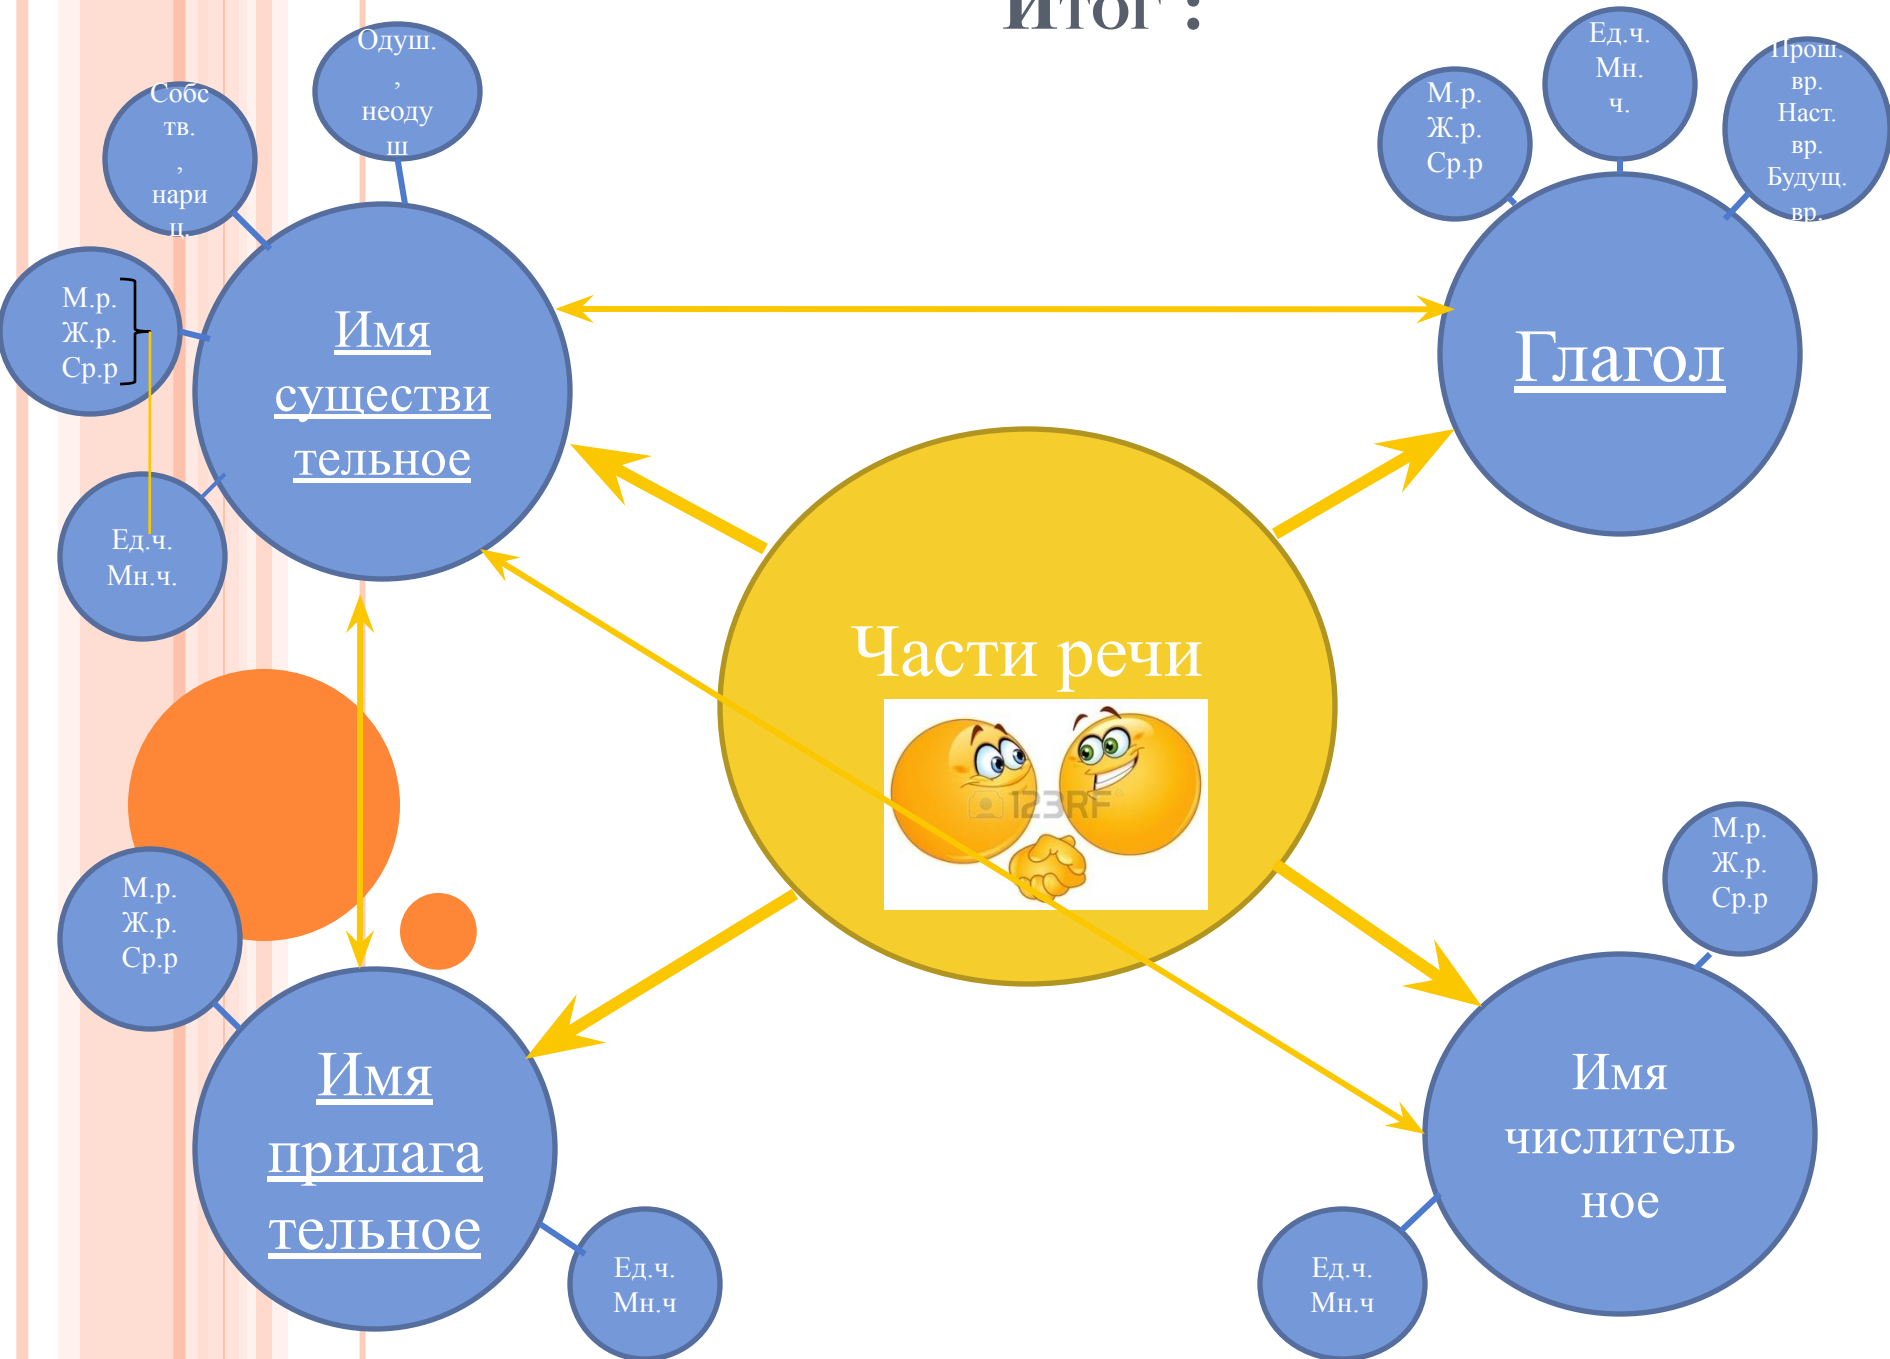 Итог :
Одуш.
,
неоду
ш
Собс
тв.
,
нари
ц.
М.р.
Ж.р.
Ср.р
Ед.ч.
Мн.ч.
Имя
существи
тельное
М.р.
Ж.р.
Ср.р
Ед.ч.
Мн.
ч.
Прош.
вр.
Наст.
вр.
Будущ.
вр.
Глагол
Части речи
123RF
М.р.
Ж.р.
Ср.р
Имя
прилага
тельное
Ед.ч.
Мн.ч
М.р.
Ж.р.
Ср.р
Имя
числитель
ное
Ед.ч.
Мн.ч